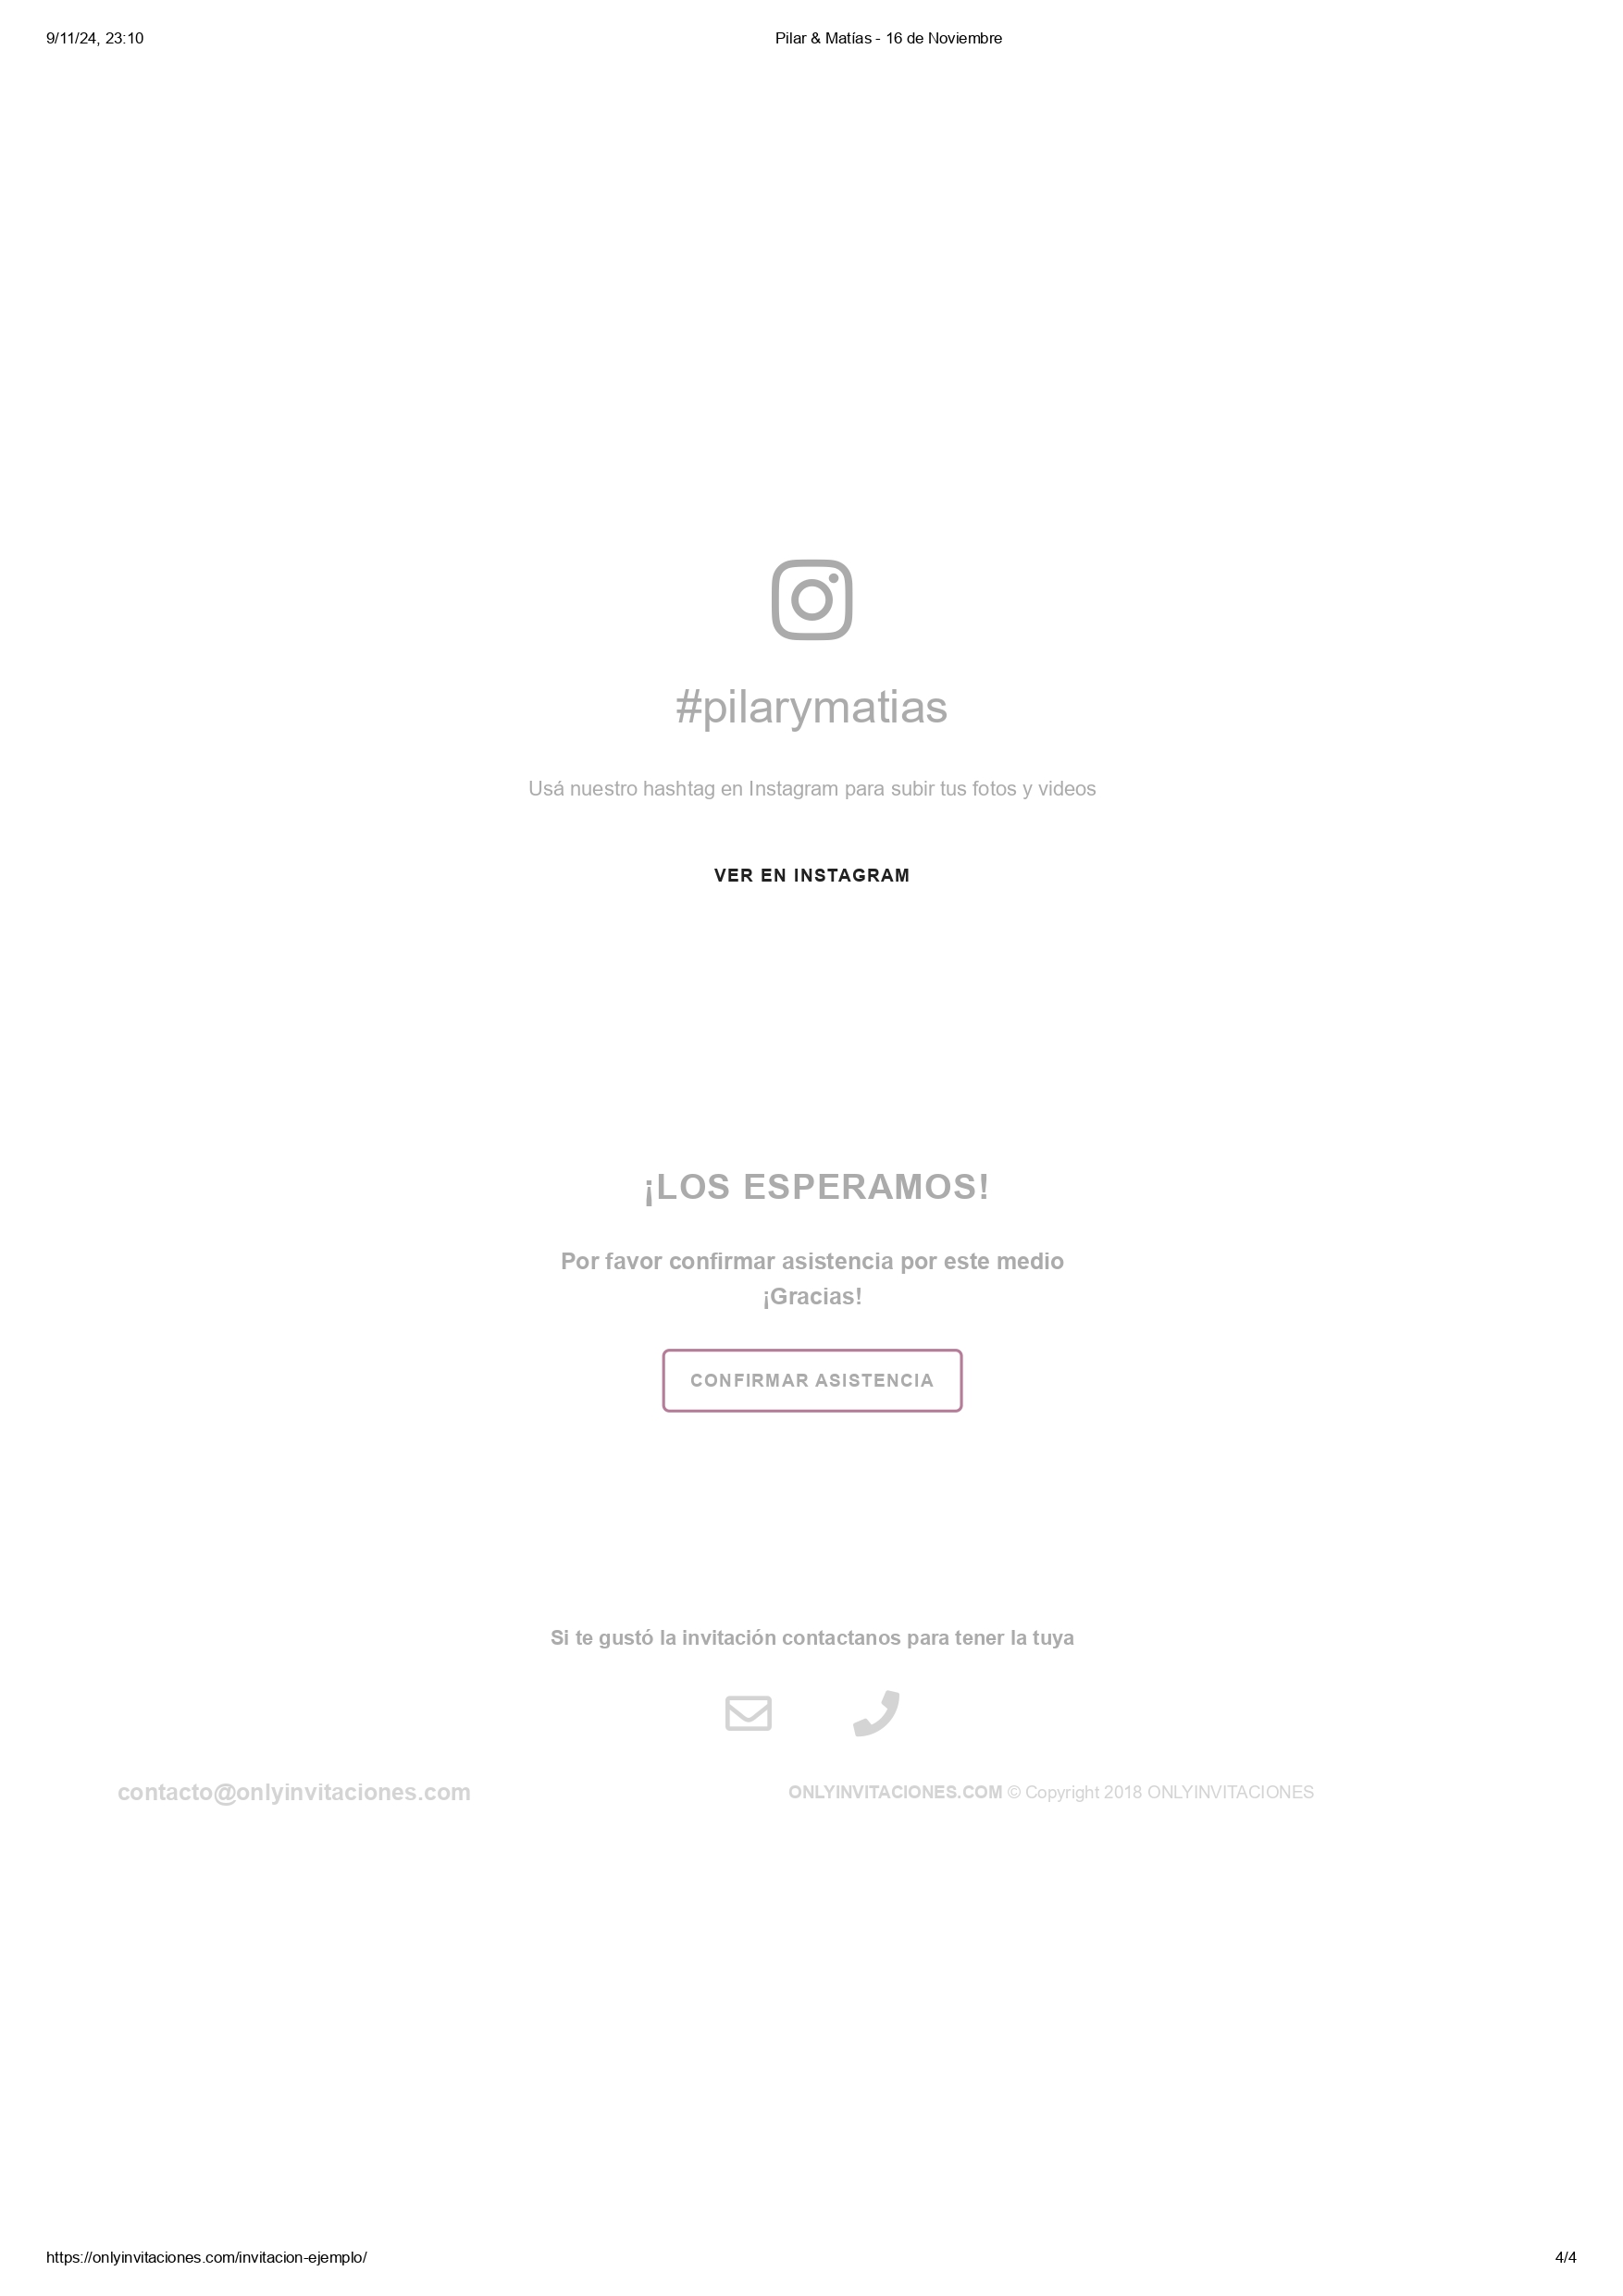 9/11/24, 23:10
Pilar & Matías - 16 de Noviembre
#pilarymatias
Usá nuestro hashtag en Instagram para subir tus fotos y videos
VER EN INSTAGRAM
¡LOS ESPERAMOS!
Por favor confirmar asistencia por este medio
¡Gracias!
CONFIRMAR ASISTENCIA
Si te gustó la invitación contactanos para tener la tuya
contacto@onlyinvitaciones.com
ONLYINVITACIONES.COM © Copyright 2018 ONLYINVITACIONES
https://onlyinvitaciones.com/invitacion-ejemplo/
4/4